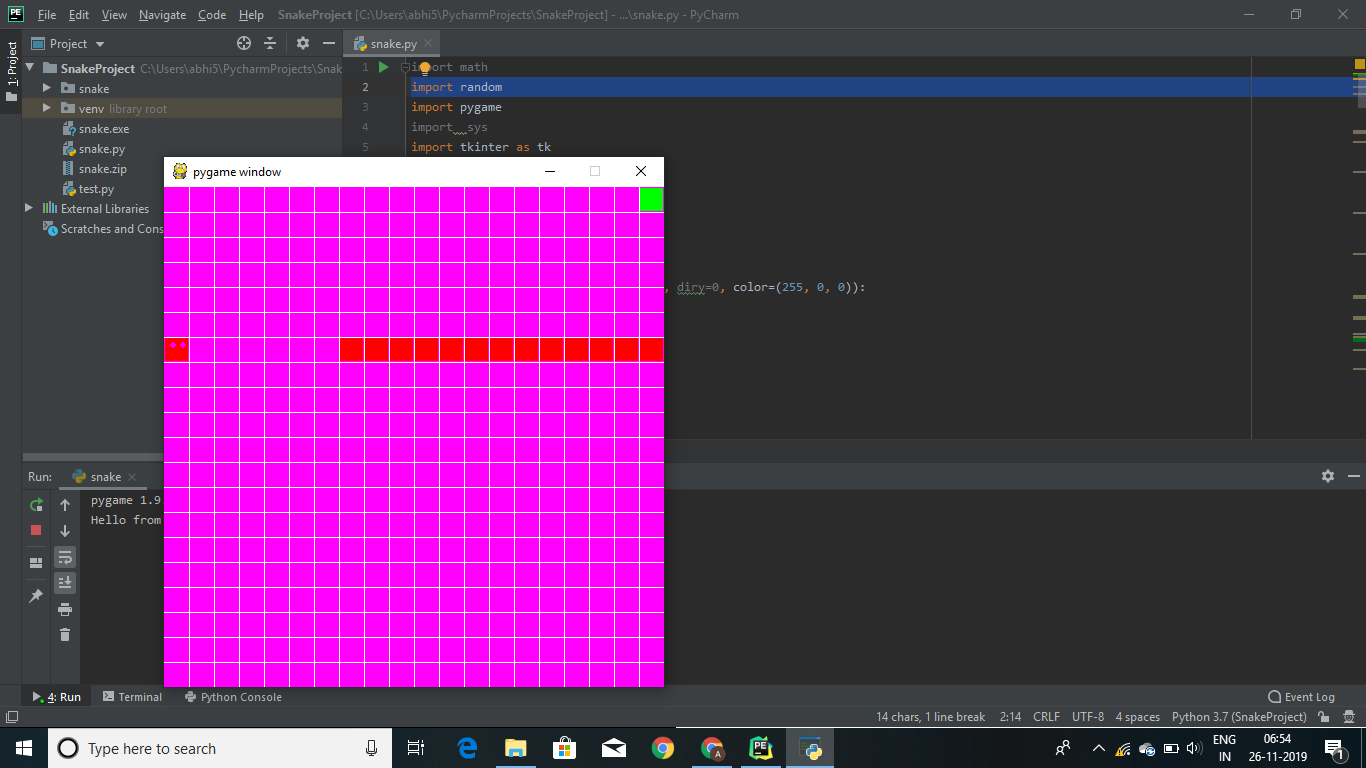 File Edit View Navigate Code Help SnakeProject [C:\Users\abhi5\PycharmProjects\SnakeProject] - ...\snake.py - PyCharm
1: Project
Project
snake.py
SnakeProject C:\Users\abhi5\PycharmProjects\Snak
snake
venv library root
snake.exe
snake.py
snake.zip
test.py
External Libraries
Scratches and Cons
1 import math
2 import random
3 import pygame
4 import sys
5 import tkinter as tk
pygame window
, diry=0, color=(255, 0, 0)):
Run: snake
pygame 1.9
Hello from
4: Run Terminal Python Console Event Log
14 chars, 1 line break 2:14 CRLF UTF-8 4 spaces Python 3.7 (SnakeProject)
Type here to search
ENG
IN
06:54
26-11-2019
1